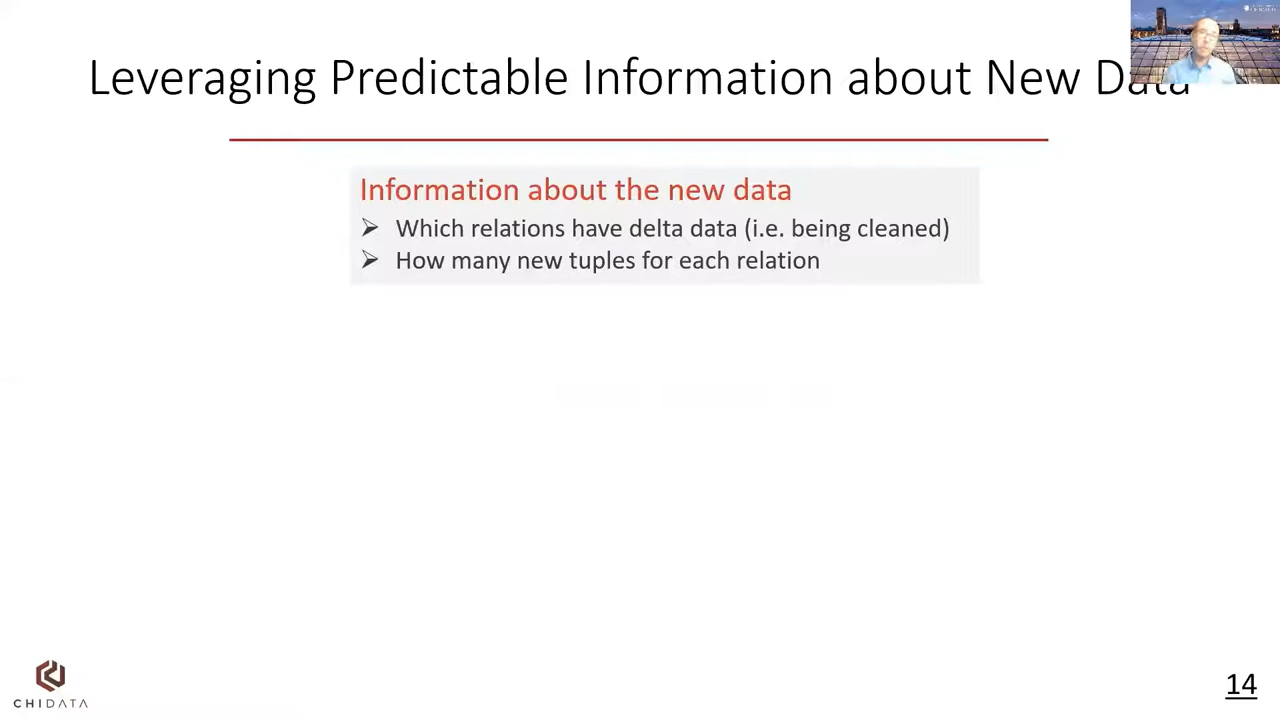 Leveraging Predictable Information about New Data
Information about the new data
➢ Which relations have delta data (i.e. being cleaned)
➢ How many new tuples for each relation
CHIDATA
14